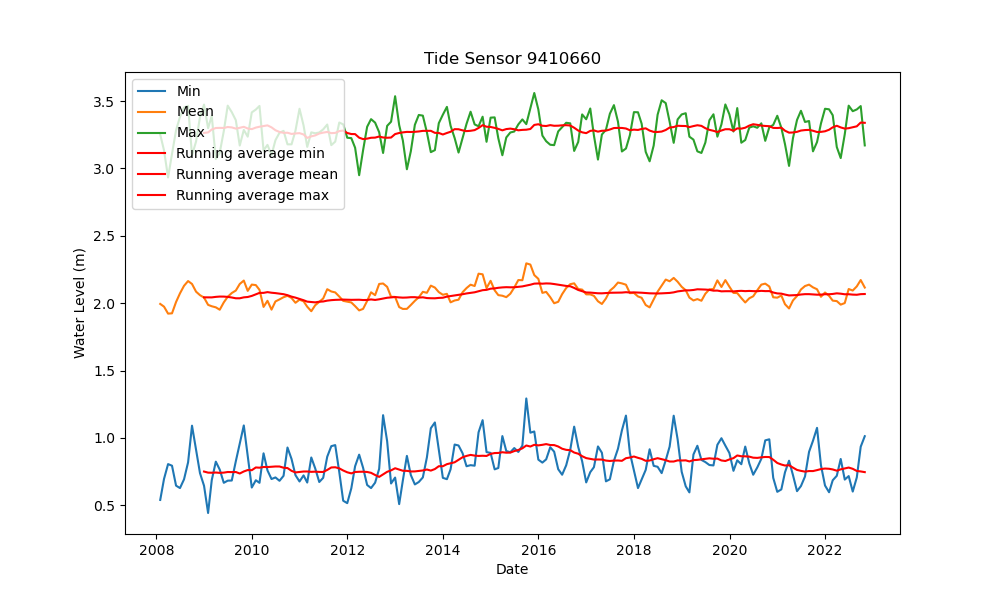 Tide Sensor 9410660
Min
Mean
Max
Running average min
Running average mean
Running average max
3.5
3.0
2.5
2.0
1.5
1.0
0.5
Water Level (m)
2008 2010 2012 2014 2016 2018 2020 2022
Date